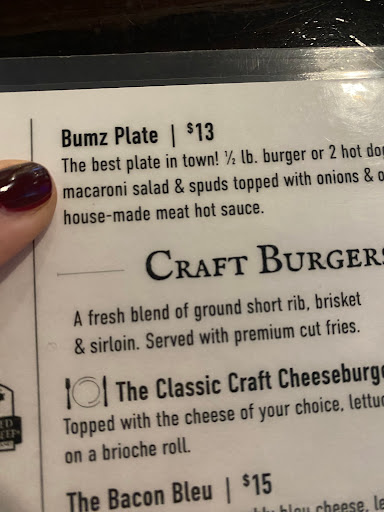 Bumz Plate | $13
The best plate in town! ½ lb. burger or 2 hot
macaroni salad & spuds topped with onions &
house-made meat hot sauce.
CRAFT BURGERS
A fresh blend of ground short rib, brisket
& sirloin. Served with premium cut fries.
The Classic Craft
Topped with the cheese of your choice,
on a brioche roll.
The Bacon Bleu | $15
bleu cheese,